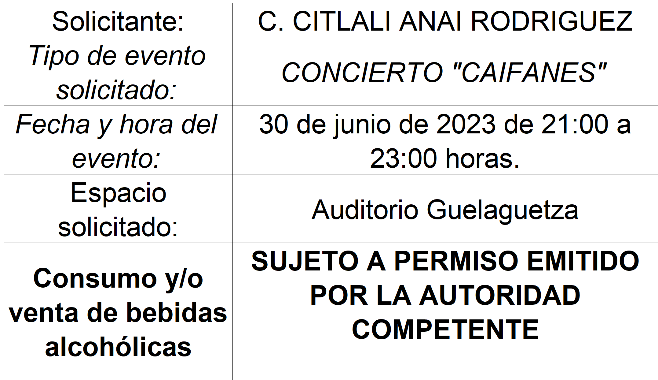 Solicitante:
C. CITLALI ANAI RODRIGUEZ
Tipo de evento
solicitado:
CONCIERTO "CAIFANES"
Fecha y hora del
evento:
30 de junio de 2023 de 21:00 a
23:00 horas.
Espacio
solicitado:
Auditorio Guelaguetza
Consumo y/o
venta de bebidas
alcohólicas
SUJETO A PERMISO EMITIDO
POR LA AUTORIDAD
COMPETENTE